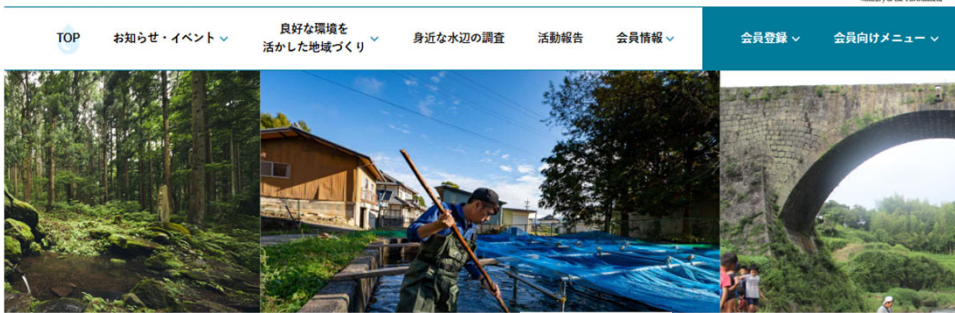 TOP
お知らせ・イベント
良好な環境を
活かした地域づくり
身近な水辺の調査
活動報告
会員情報
会員登録
会員向けメニュー